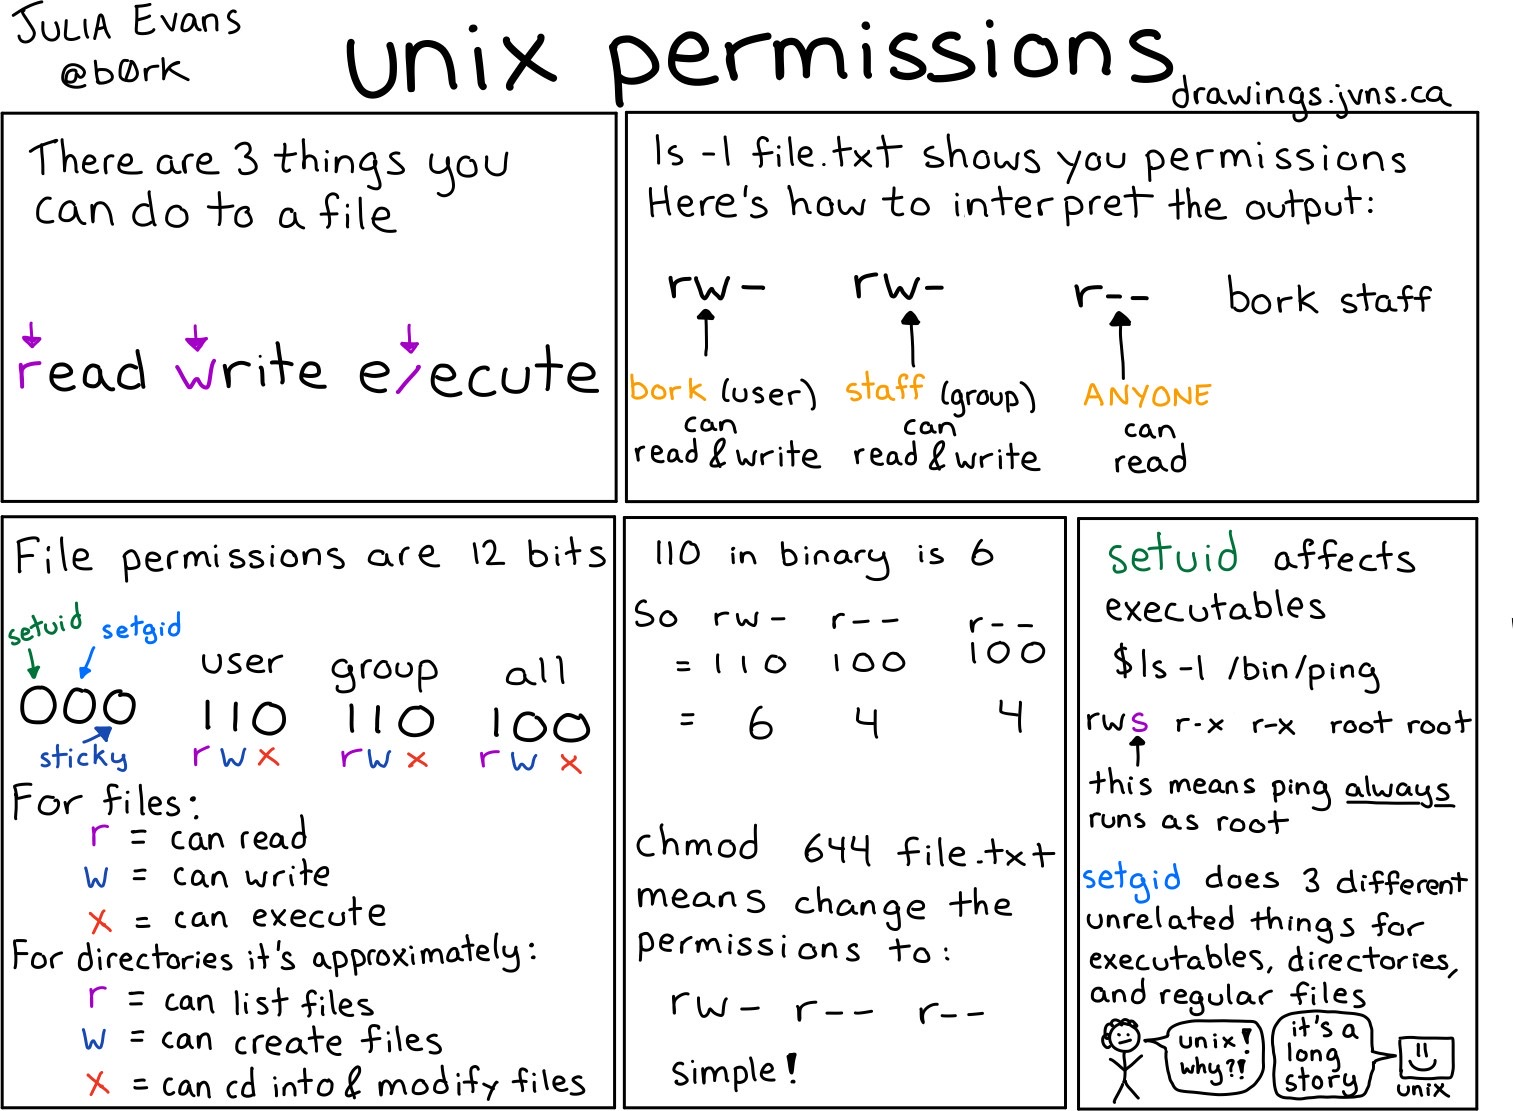 JULIA EVANS
@b0rk
unix permissions
drawings.jvns.ca
There are 3 things you
can do to a file
read write e/ecute
ls -l file.txt shows you permissions
Here's how to interpret the output:
rw- rw- r-- bork staff
bork (user) staff (group) ANYONE
can can can
read & write read & write read
File permissions are 12 bits
setuid setgid
user group all
000 110 110 100
sticky rwx rwx rwx
For files:
r = can read
w = can write
x = can execute
For directories it's approximately:
r = can list files
w = can create files
x = can cd into & modify files
110 in binary is 6
So rw- r-- r--
= 110 100 100
= 6 4 4
chmod 644 file.txt
means change the
permissions to:
rw- r-- r--
simple!
setuid affects
executables
$ls -l /bin/ping
rws r-x r-x root root
this means ping always
runs as root
setgid does 3 different
unrelated things for
executables, directories,
and regular files
unix!
why?!
it's a
long
story
unix